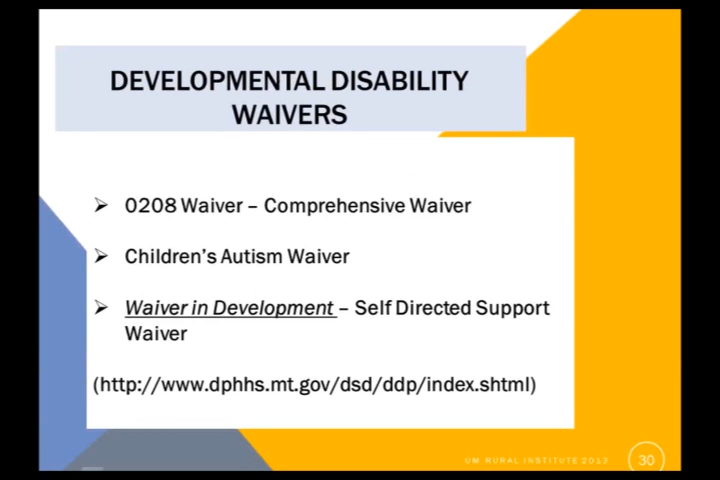 DEVELOPMENTAL DISABILITY
WAIVERS
➢ 0208 Waiver – Comprehensive Waiver
➢ Children's Autism Waiver
➢ Waiver in Development – Self Directed Support
Waiver
(http://www.dphhs.mt.gov/dsd/ddp/index.shtml)
UM RURAL INSTITUTE 2013
30